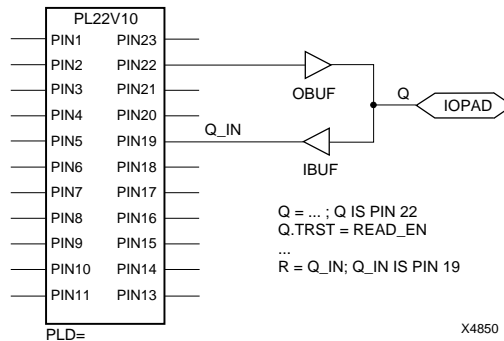 PL22V10
PIN1 PIN23
PIN2 PIN22
PIN3 PIN21
PIN4 PIN20
PIN5 PIN19
PIN6 PIN18
PIN7 PIN17
PIN8 PIN16
PIN9 PIN15
PIN10 PIN14
PIN11 PIN13
PLD=
OBUF
Q
IOPAD
Q_IN
IBUF
Q = ... ; Q IS PIN 22
Q.TRST = READ_EN
...
R = Q_IN; Q_IN IS PIN 19
X4850